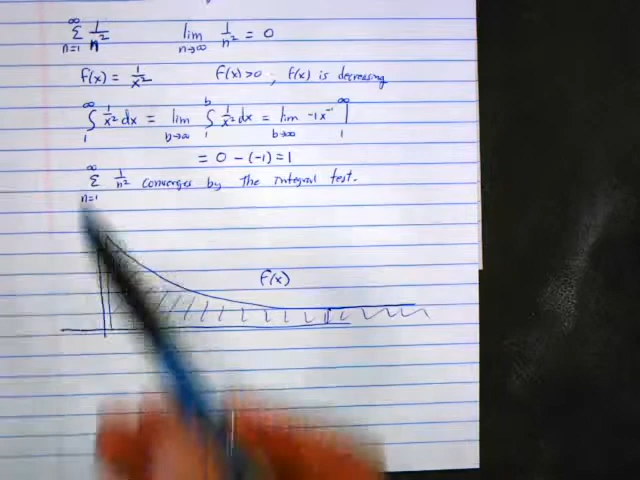 ∞ Σ n=1 1/n² lim n→∞ 1/n² = 0
f(x) = 1/x² f(x) > 0, f(x) is decreasing
∫₁^∞ 1/x² dx = lim b→∞ ∫₁^b 1/x² dx = lim b→∞ -1x⁻¹ |₁^∞
= 0 - (-1) = 1
∞ Σ n=1 1/n² converges by the integral test.
f(x)